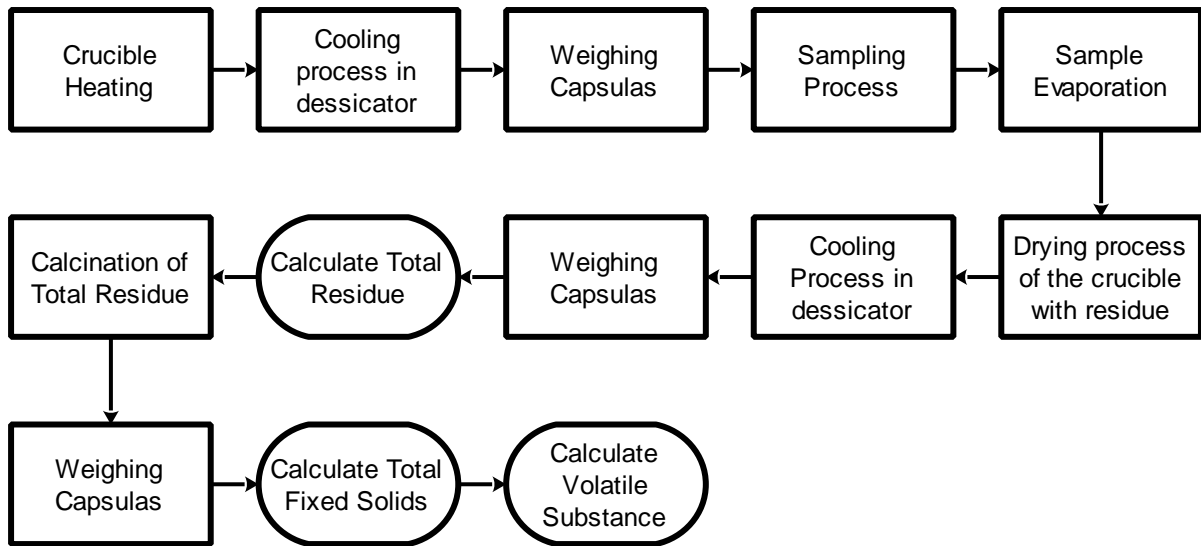 Crucible
Heating
Cooling
process in
dessicator
Weighing
Capsulas
Sampling
Process
Sample
Evaporation
Drying process
of the crucible
with residue
Cooling
Process in
dessicator
Weighing
Capsulas
Calculate Total
Residue
Calcination of
Total Residue
Weighing
Capsulas
Calculate Total
Fixed Solids
Calculate
Volatile
Substance